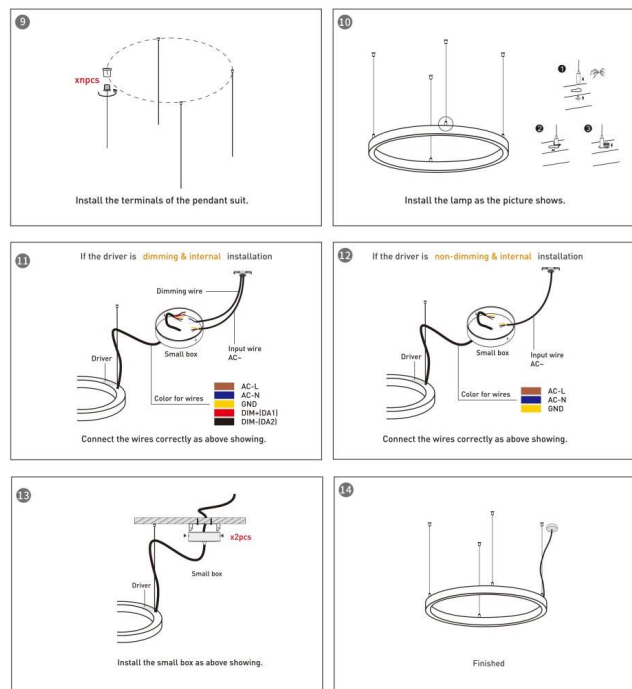 9
xnpcs
Install the terminals of the pendant suit.
10
1
2
3
Install the lamp as the picture shows.
11
If the driver is dimming & internal installation
Dimming wire
Small box
Input wire
AC~
Driver
Color for wires
AC-L
AC-N
GND
DIM+(DA1)
DIM-(DA2)
Connect the wires correctly as above showing.
12
If the driver is non-dimming & internal installation
Small box
Input wire
AC~
Driver
Color for wires
AC-L
AC-N
GND
Connect the wires correctly as above showing.
13
x2pcs
Small box
Driver
Install the small box as above showing.
14
Finished